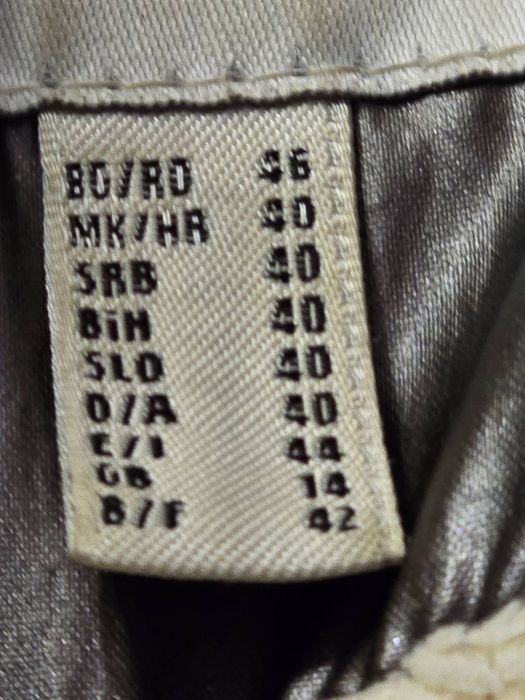 BG/RO 46
MK/HR 40
SRB 40
BiH 40
SLO 40
D/A 40
E/I 44
GB 14
B/F 42